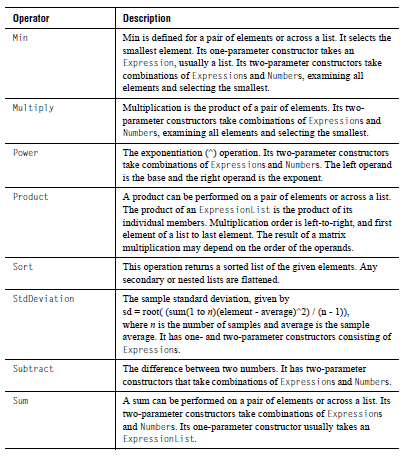 Operator Description
Min Min is defined for a pair of elements or across a list. It selects the
smallest element. Its one-parameter constructor takes an
Expression, usually a list. Its two-parameter constructors take
combinations of Expressions and Numbers, examining all
elements and selecting the smallest.
Multiply Multiplication is the product of a pair of elements. Its two-
parameter constructors take combinations of Expressions and
Numbers, examining all elements and selecting the smallest.
Power The exponentiation (^) operation. Its two-parameter constructors
take combinations of Expressions and Numbers. The left operand
is the base and the right operand is the exponent.
Product A product can be performed on a pair of elements or across a list.
The product of an ExpressionList is the product of its
individual members. Multiplication order is left-to-right, and first
element of a list to last element. The result of a matrix
multiplication may depend on the order of the operands.
Sort This operation returns a sorted list of the given elements. Any
secondary or nested lists are flattened.
StdDeviation The sample standard deviation, given by
sd = root( (sum(1 to n)(element - average)^2) / (n - 1)),
where n is the number of samples and average is the sample
average. It has one- and two-parameter constructors consisting of
Expressions.
Subtract The difference between two numbers. It has two-parameter
constructors that take combinations of Expressions and Numbers.
Sum A sum can be performed on a pair of elements or across a list. Its
two-parameter constructors take combinations of Expressions
and Numbers. Its one-parameter constructor usually takes an
ExpressionList.